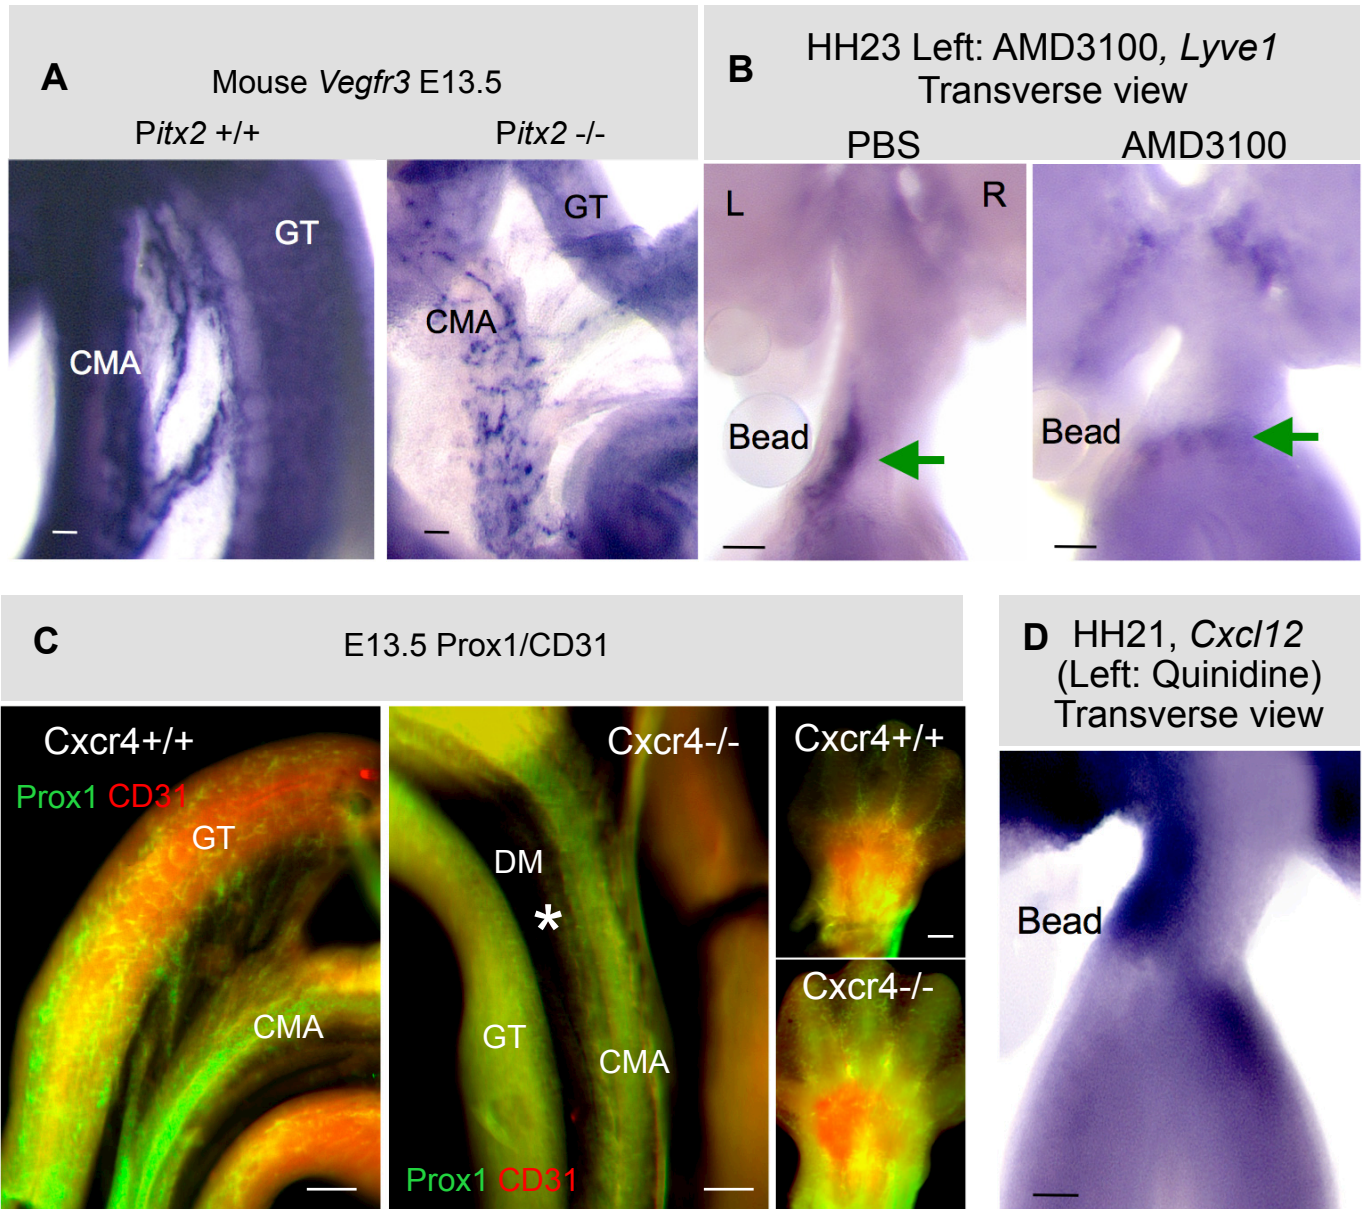 A
Mouse Vegfr3 E13.5
Pitx2 +/+
Pitx2 -/-
GT
CMA
GT
CMA
B
HH23 Left: AMD3100, Lyve1
Transverse view
PBS
AMD3100
L
R
Bead
Bead
C
E13.5 Prox1/CD31
Cxcr4+/+
Prox1 CD31
GT
CMA
Cxcr4-/-
DM
*
GT
CMA
Prox1 CD31
Cxcr4+/+
Cxcr4-/-
D
HH21, Cxcl12
(Left: Quinidine)
Transverse view
Bead